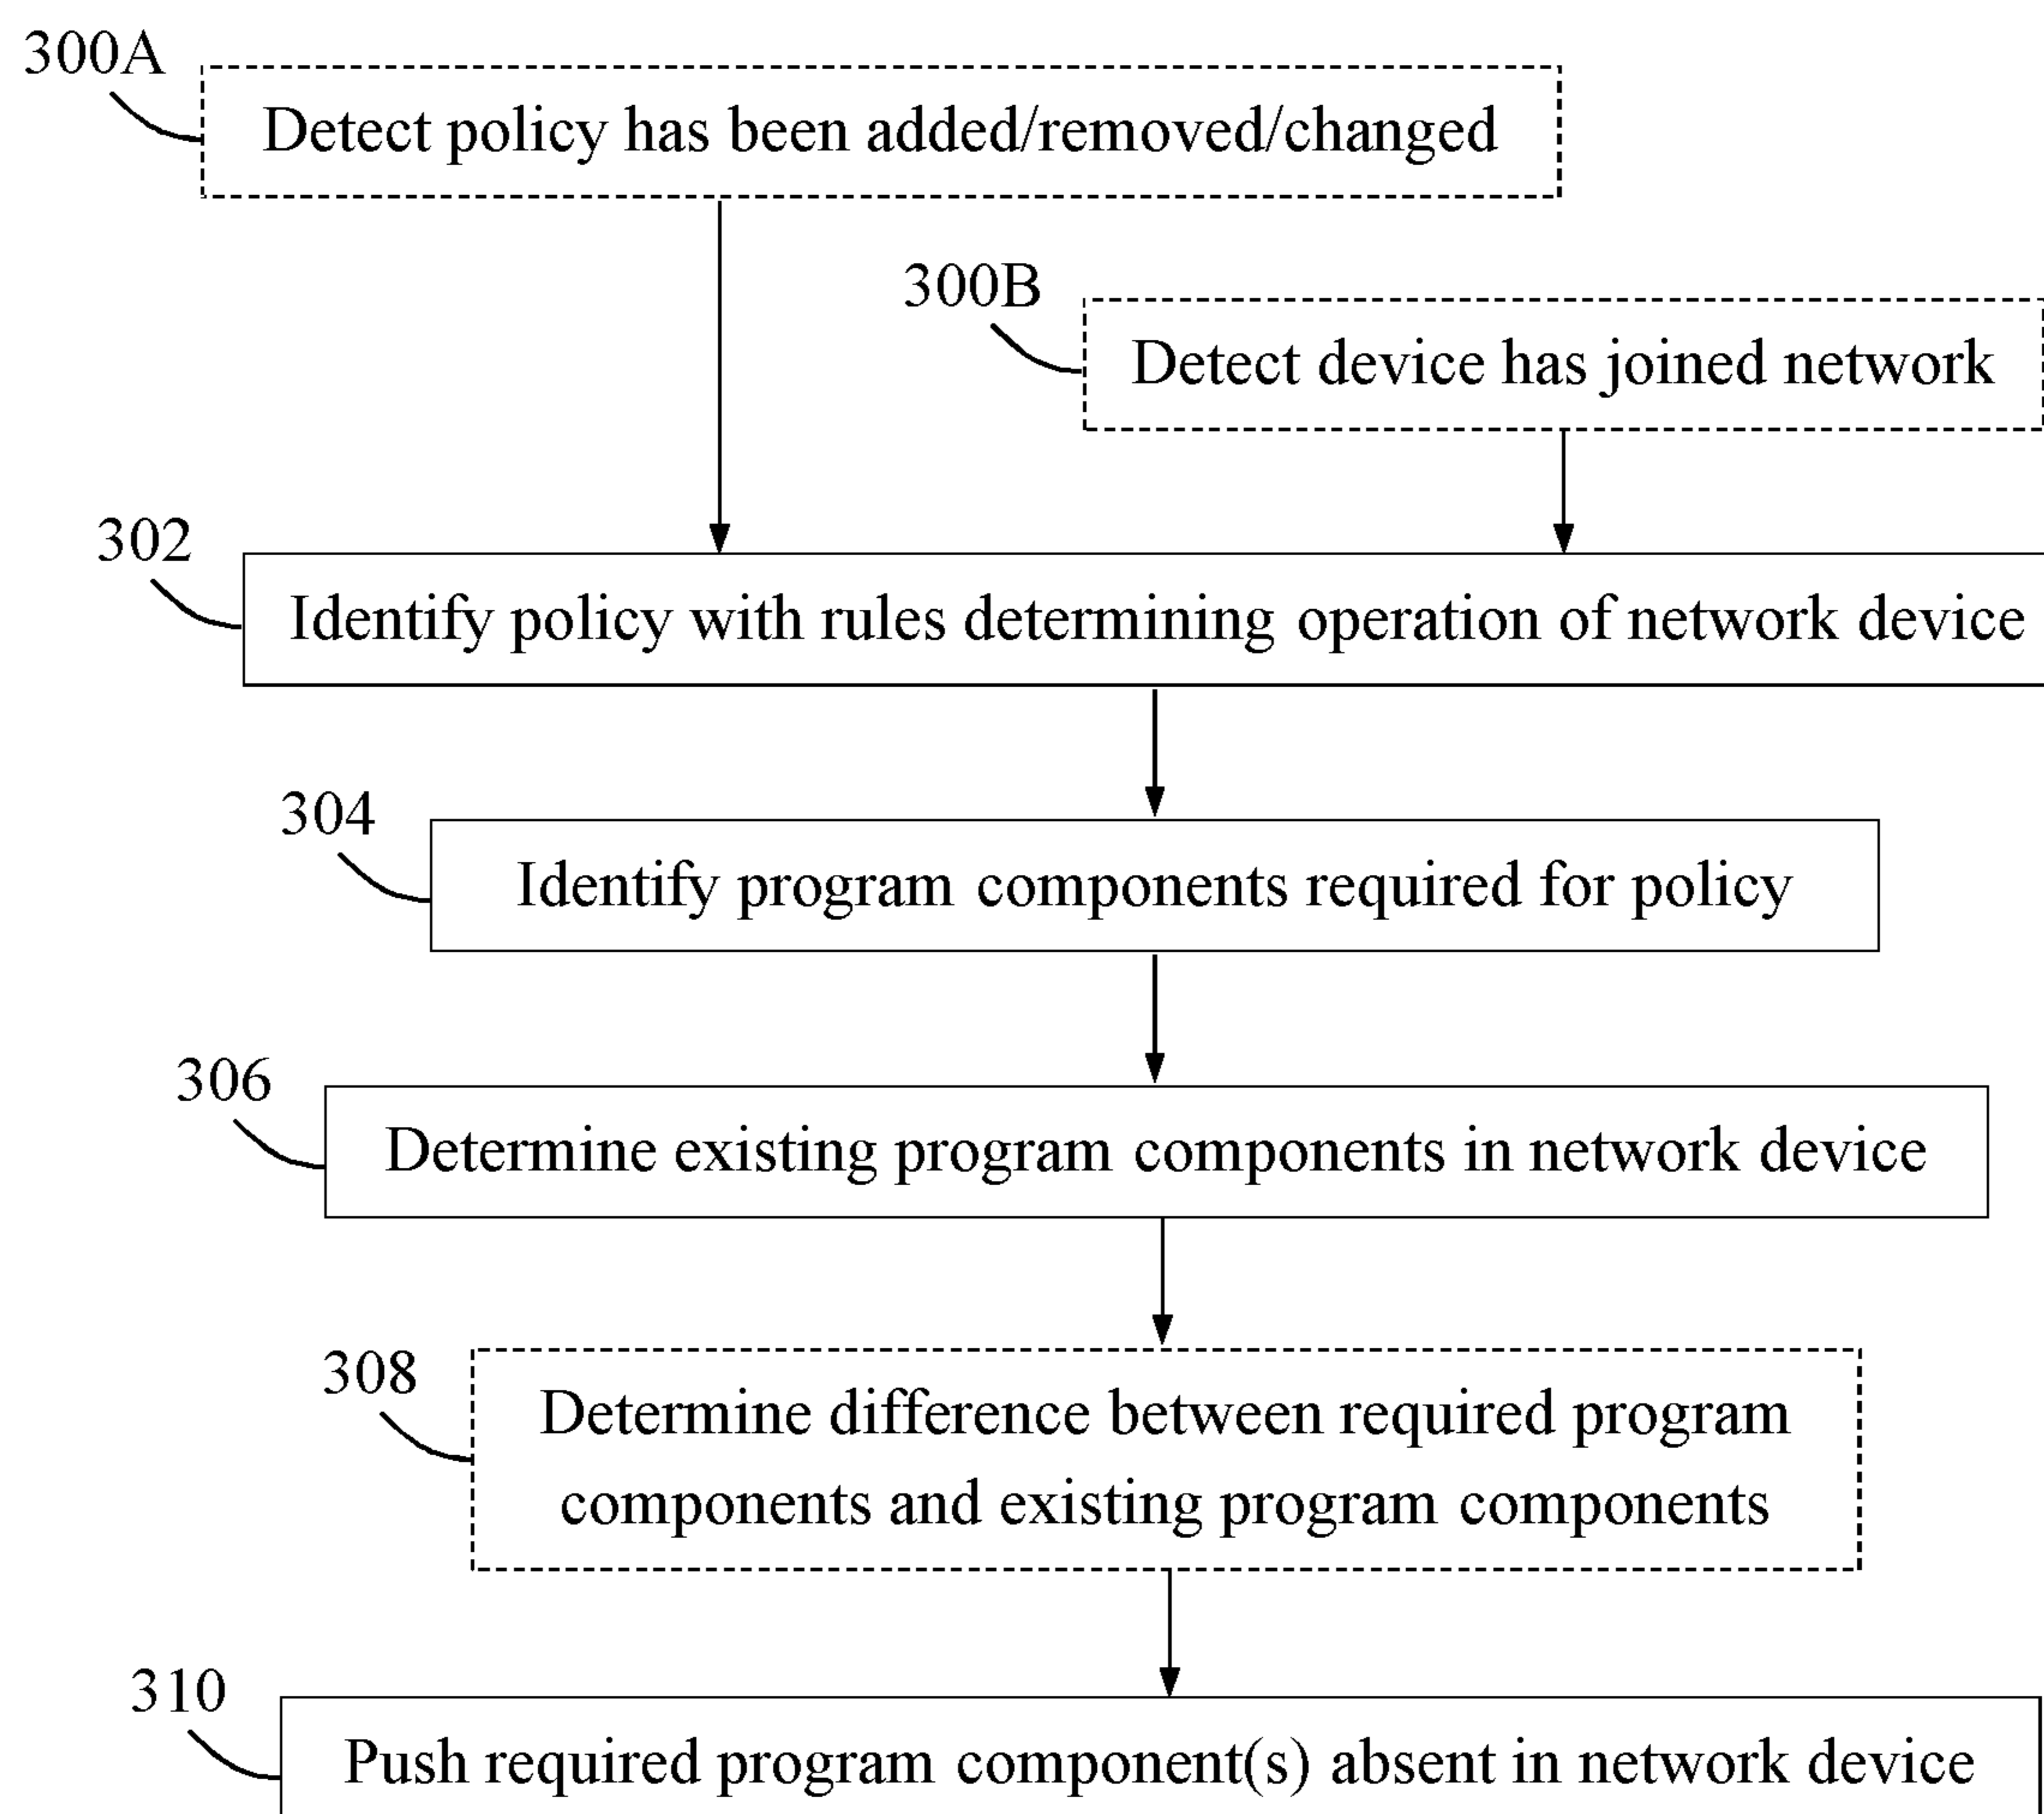 300A
Detect policy has been added/removed/changed
300B
Detect device has joined network
302
Identify policy with rules determining operation of network device
304
Identify program components required for policy
306
Determine existing program components in network device
308
Determine difference between required program
components and existing program components
310
Push required program component(s) absent in network device